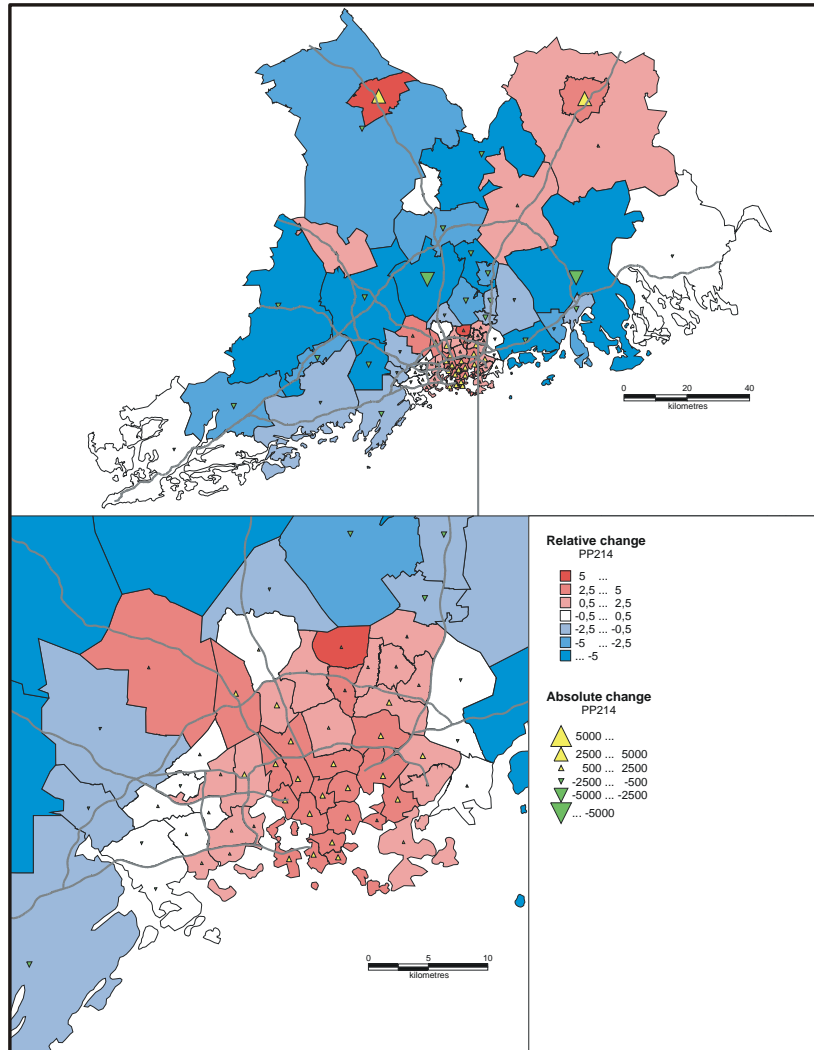 0 20 40
kilometres
Relative change
PP214
5 ...
2,5 ... 5
0,5 ... 2,5
-0,5 ... 0,5
-2,5 ... -0,5
-5 ... -2,5
... -5
Absolute change
PP214
5000 ...
2500 ... 5000
500 ... 2500
-2500 ... -500
-5000 ... -2500
... -5000
0 5 10
kilometres